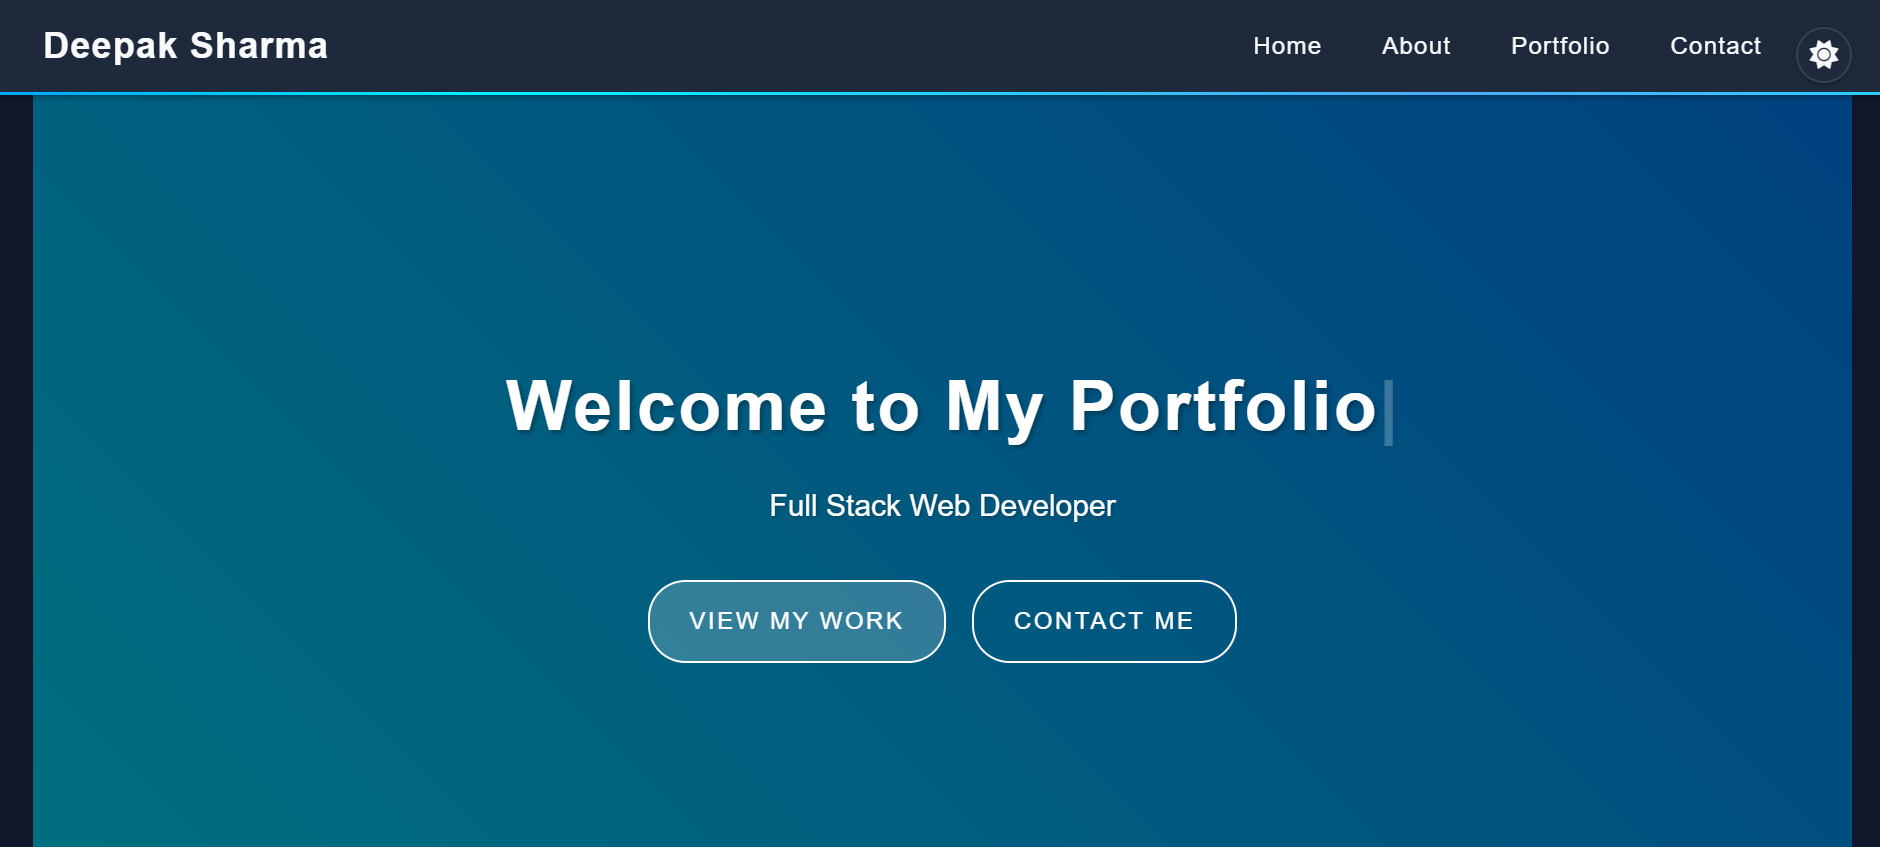 Deepak Sharma
Home About Portfolio Contact
Welcome to My Portfolio|
Full Stack Web Developer
VIEW MY WORK CONTACT ME